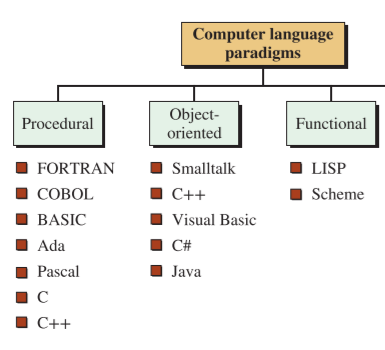 Computer language
paradigms
Procedural
FORTRAN
COBOL
BASIC
Ada
Pascal
C
C++
Object-
oriented
Smalltalk
C++
Visual Basic
C#
Java
Functional
LISP
Scheme